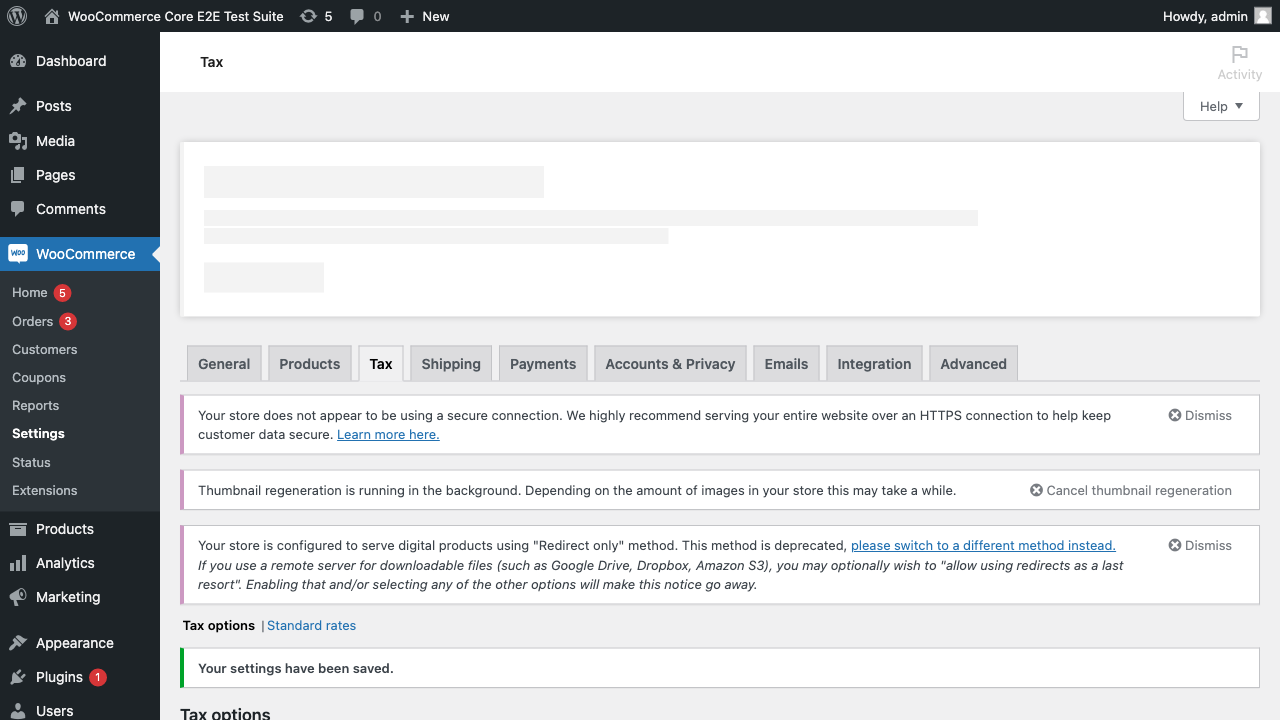 WooCommerce Core E2E Test Suite 5 0 New Howdy, admin
Dashboard
Posts
Media
Pages
Comments
WooCommerce
Home 5
Orders 3
Customers
Coupons
Reports
Settings
Status
Extensions
Products
Analytics
Marketing
Appearance
Plugins 1
Users
Tax
Activity
Help
General Products Tax Shipping Payments Accounts & Privacy Emails Integration Advanced
Your store does not appear to be using a secure connection. We highly recommend serving your entire website over an HTTPS connection to help keep
customer data secure. Learn more here.
Dismiss
Thumbnail regeneration is running in the background. Depending on the amount of images in your store this may take a while.
Cancel thumbnail regeneration
Your store is configured to serve digital products using "Redirect only" method. This method is deprecated, please switch to a different method instead.
If you use a remote server for downloadable files (such as Google Drive, Dropbox, Amazon S3), you may optionally wish to "allow using redirects as a last
resort". Enabling that and/or selecting any of the other options will make this notice go away.
Dismiss
Tax options | Standard rates
Your settings have been saved.
Tax options